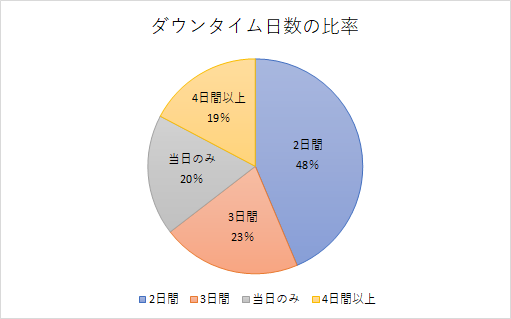 ダウンタイム日数の比率
4日間以上
19%
2日間
48%
当日のみ
20%
3日間
23%
2日間 3日間 当日のみ 4日間以上